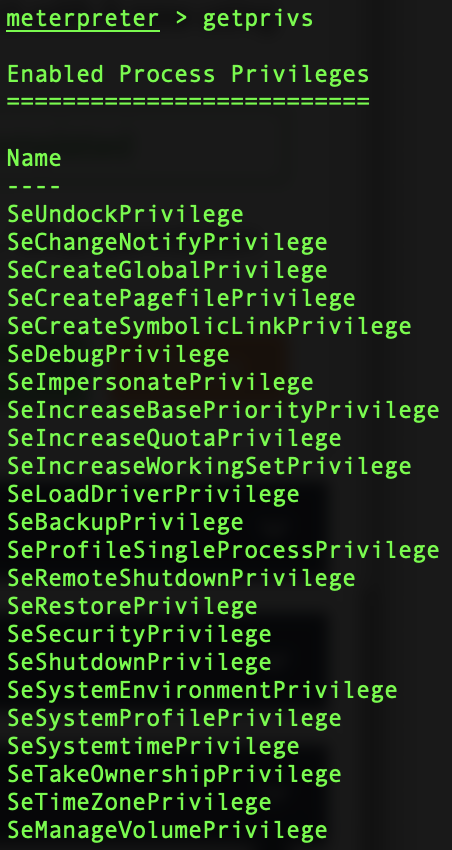 meterpreter > getprivs
Enabled Process Privileges
==========================
Name
----
SeUndockPrivilege
SeChangeNotifyPrivilege
SeCreateGlobalPrivilege
SeCreatePagefilePrivilege
SeCreateSymbolicLinkPrivilege
SeDebugPrivilege
SeImpersonatePrivilege
SeIncreaseBasePriorityPrivilege
SeIncreaseQuotaPrivilege
SeIncreaseWorkingSetPrivilege
SeLoadDriverPrivilege
SeBackupPrivilege
SeProfileSingleProcessPrivilege
SeRemoteShutdownPrivilege
SeRestorePrivilege
SeSecurityPrivilege
SeShutdownPrivilege
SeSystemEnvironmentPrivilege
SeSystemProfilePrivilege
SeSystemtimePrivilege
SeTakeOwnershipPrivilege
SeTimeZonePrivilege
SeManageVolumePrivilege